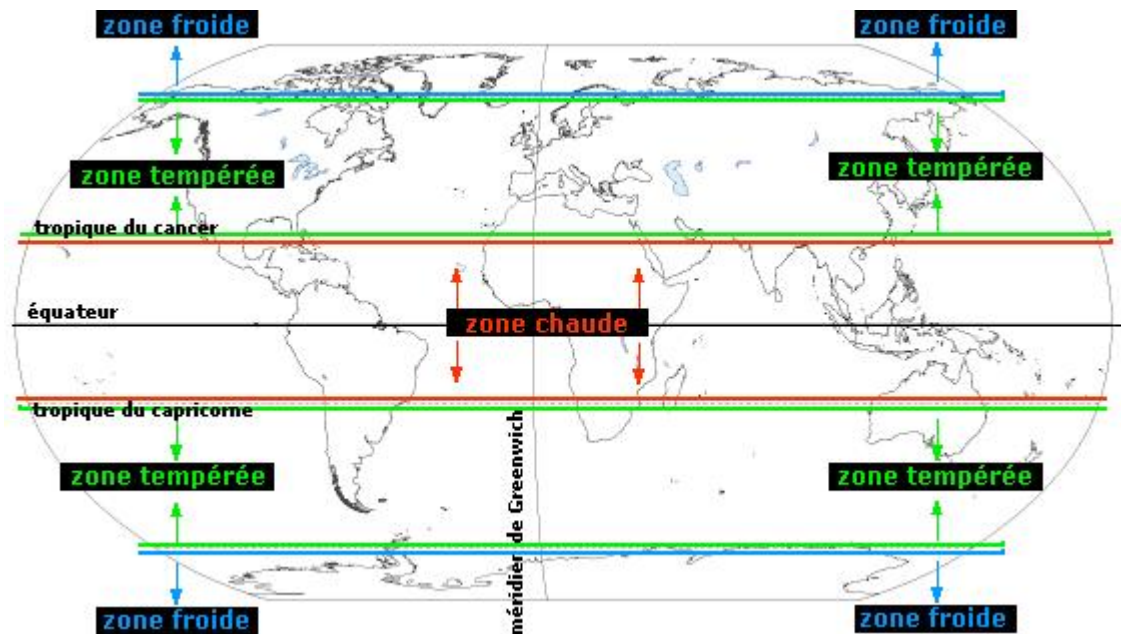 zone froide
zone froide
zone tempérée
zone tempérée
tropique du cancer
équateur
zone chaude
tropique du capricorne
zone tempérée
zone tempérée
méridier de Greenwich
zone froide
zone froide